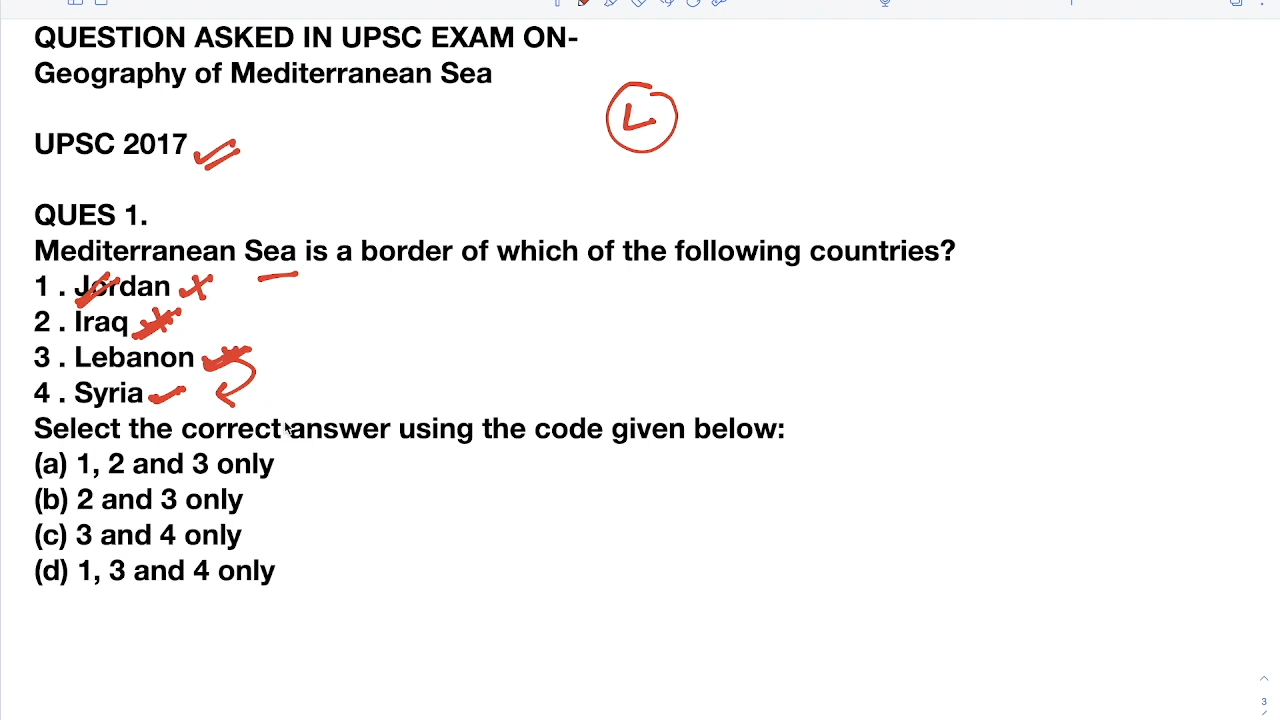 QUESTION ASKED IN UPSC EXAM ON-
Geography of Mediterranean Sea
UPSC 2017
QUES 1.
Mediterranean Sea is a border of which of the following countries?
1 . Jordan
2 . Iraq
3 . Lebanon
4 . Syria
Select the correct answer using the code given below:
(a) 1, 2 and 3 only
(b) 2 and 3 only
(c) 3 and 4 only
(d) 1, 3 and 4 only
3